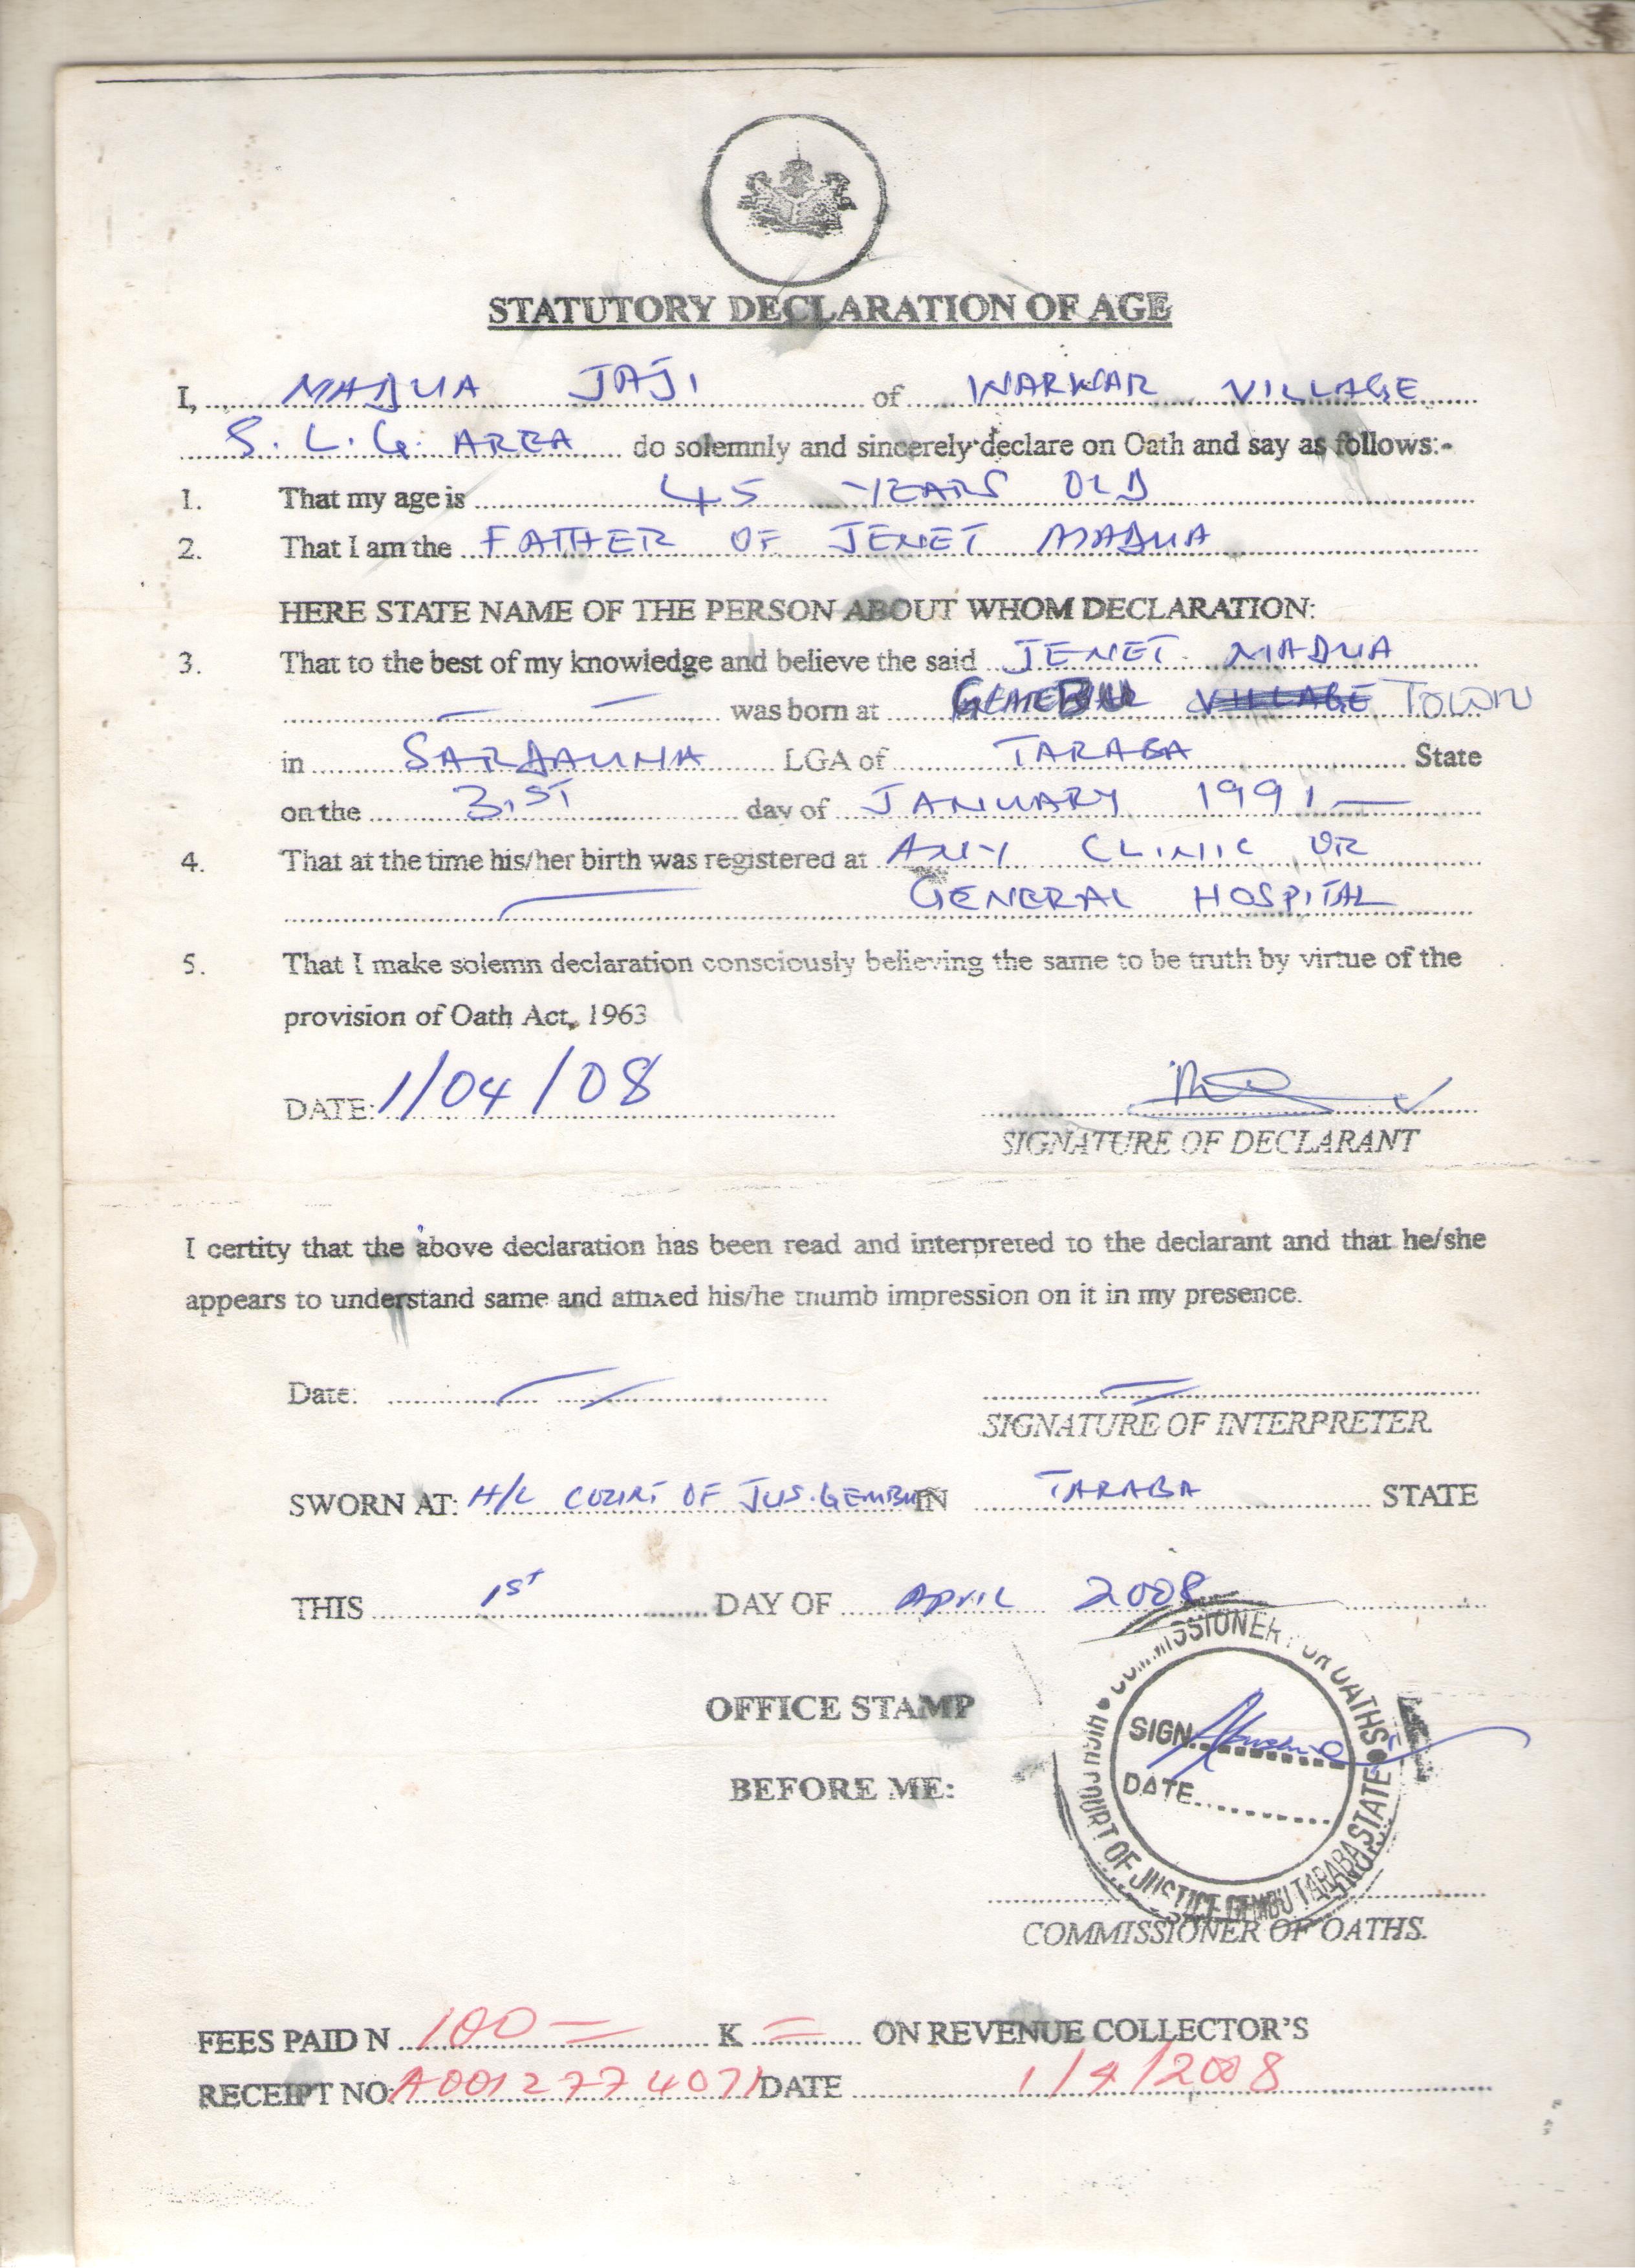 STATUTORY DECLARATION OF AGE
I, MADUA JAJI of WARWAR VILLAGE
S. L. G. AREA do solemnly and sincerely declare on Oath and say as follows:-
1. That my age is 45 YEARS OLD
2. That I am the FATHER OF JENET MADUA
HERE STATE NAME OF THE PERSON ABOUT WHOM DECLARATION:
3. That to the best of my knowledge and believe the said JENET MADUA
was born at GEMBU VILLAGE TOWN
in SARDAUNA LGA of TARABA State
on the 31ST day of JANUARY 1991
4. That at the time his/her birth was registered at ANY CLINIC OR
GENERAL HOSPITAL
5. That I make solemn declaration consciously believing the same to be truth by virtue of the
provision of Oath Act, 1963
DATE: 1/04/08
SIGNATURE OF DECLARANT
I certity that the above declaration has been read and interpreted to the declarant and that he/she
appears to understand same and affixed his/he thumb impression on it in my presence.
Date:
SIGNATURE OF INTERPRETER
SWORN AT: H/C COURT OF JUS. GEMBU IN TARABA STATE
THIS 1ST DAY OF APRIL 2008
OFFICE STAMP
COMMISSIONER FOR OATHS
SIGN
DATE
HIGH COURT OF JUSTICE GEMBU TARABA STATE
BEFORE ME:
COMMISSIONER OF OATHS.
FEES PAID N 100 = K = ON REVENUE COLLECTOR'S
RECEIPT NO: A0012774071 DATE 1/4/2008